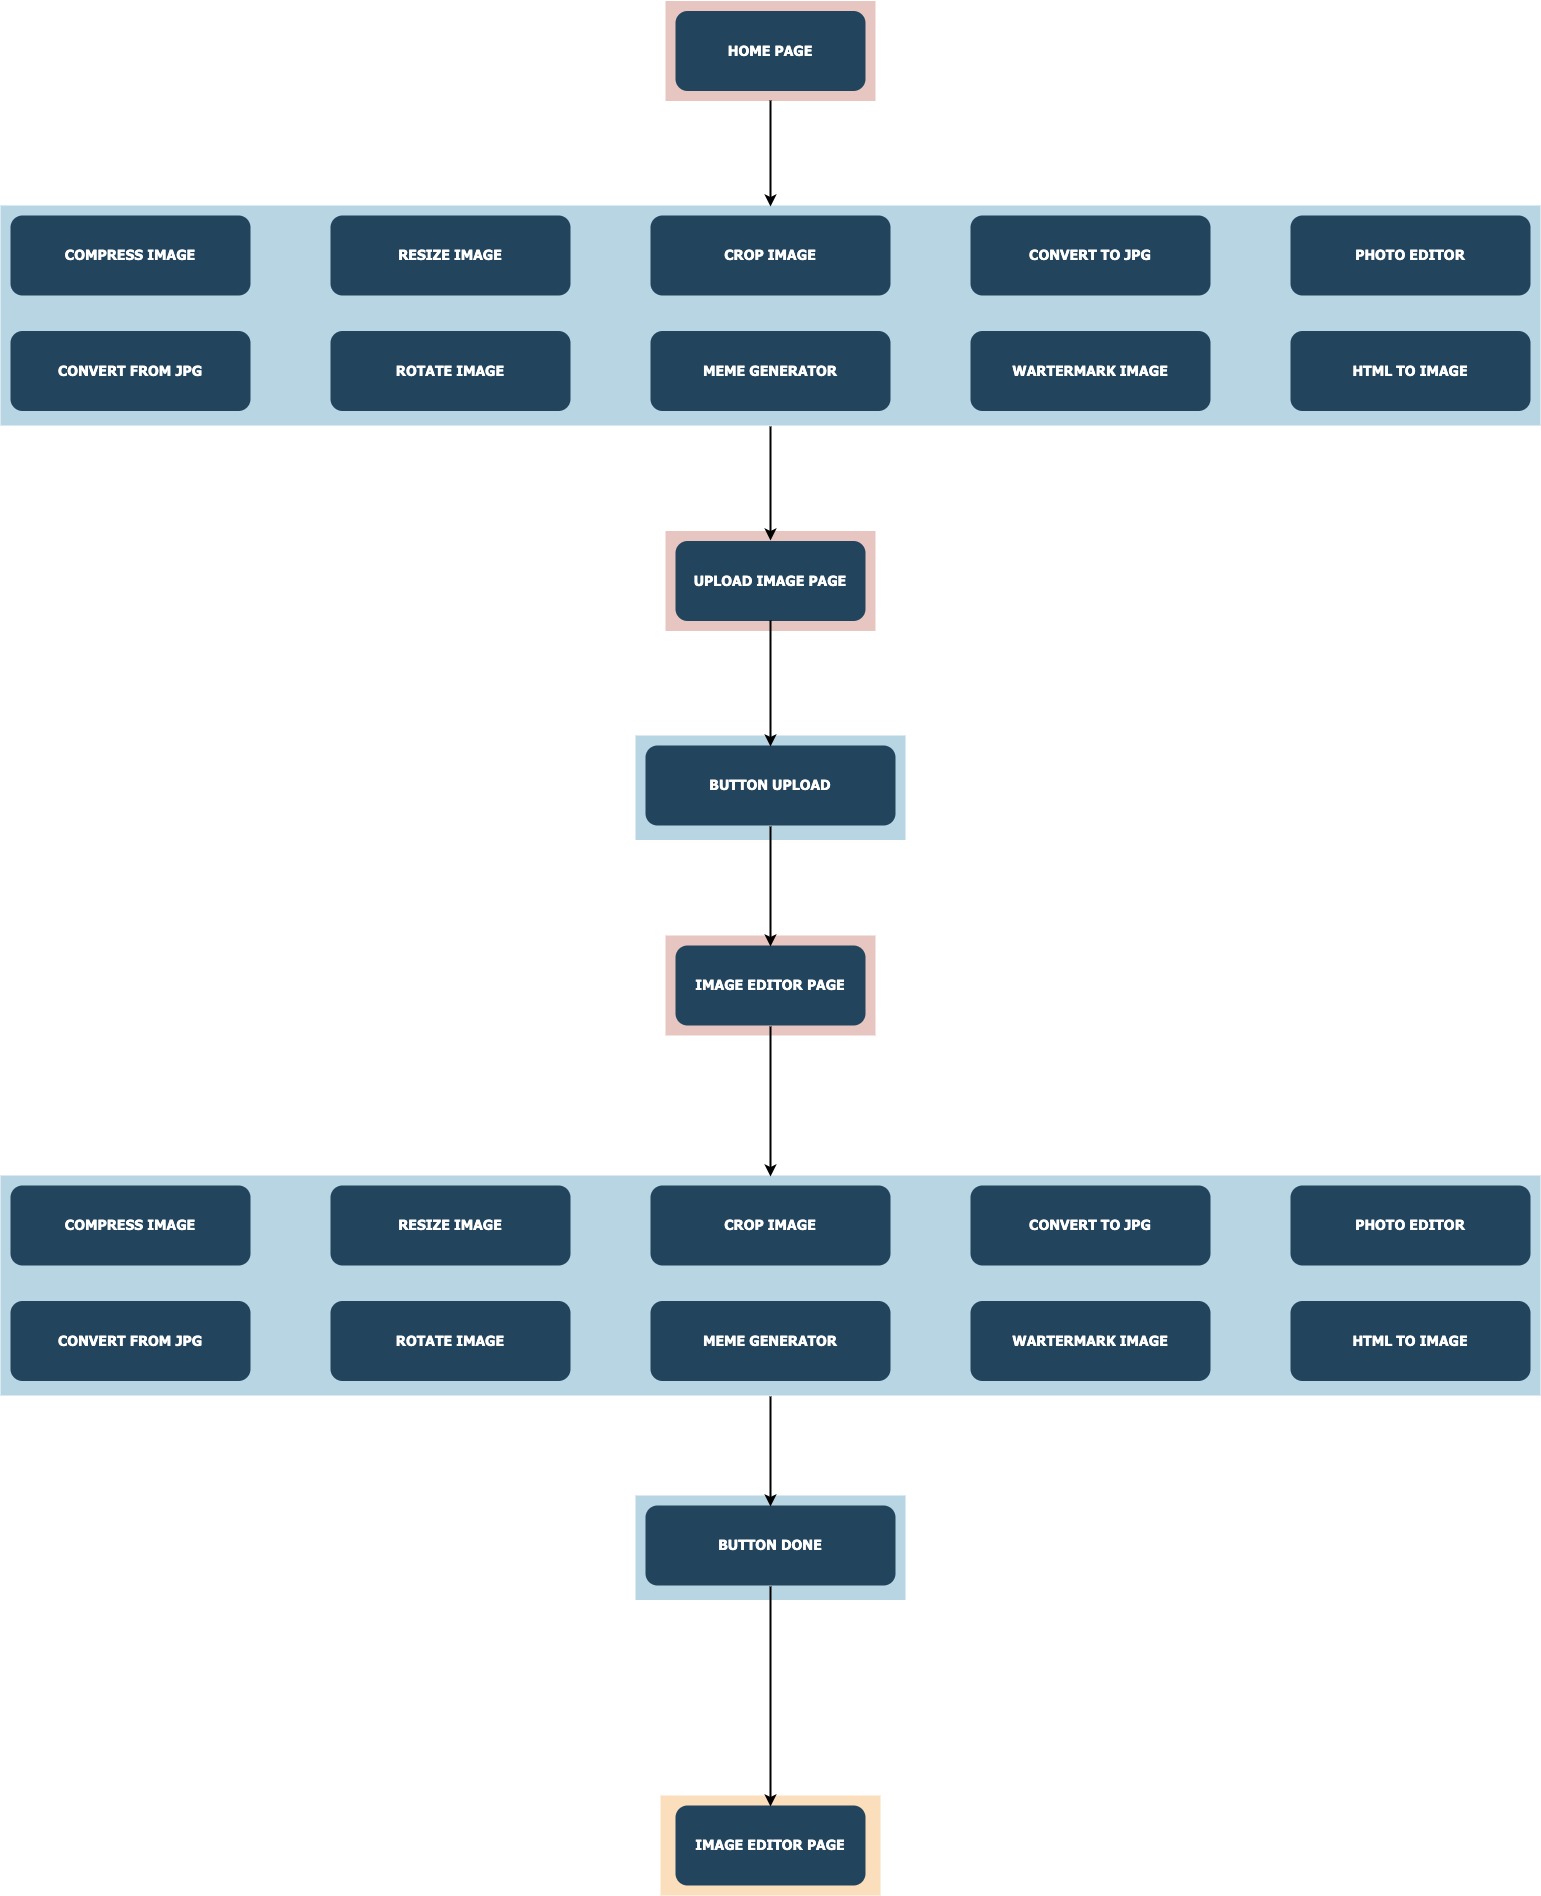 HOME PAGE
COMPRESS IMAGE
RESIZE IMAGE
CROP IMAGE
CONVERT TO JPG
PHOTO EDITOR
CONVERT FROM JPG
ROTATE IMAGE
MEME GENERATOR
WARTERMARK IMAGE
HTML TO IMAGE
UPLOAD IMAGE PAGE
BUTTON UPLOAD
IMAGE EDITOR PAGE
COMPRESS IMAGE
RESIZE IMAGE
CROP IMAGE
CONVERT TO JPG
PHOTO EDITOR
CONVERT FROM JPG
ROTATE IMAGE
MEME GENERATOR
WARTERMARK IMAGE
HTML TO IMAGE
BUTTON DONE
IMAGE EDITOR PAGE